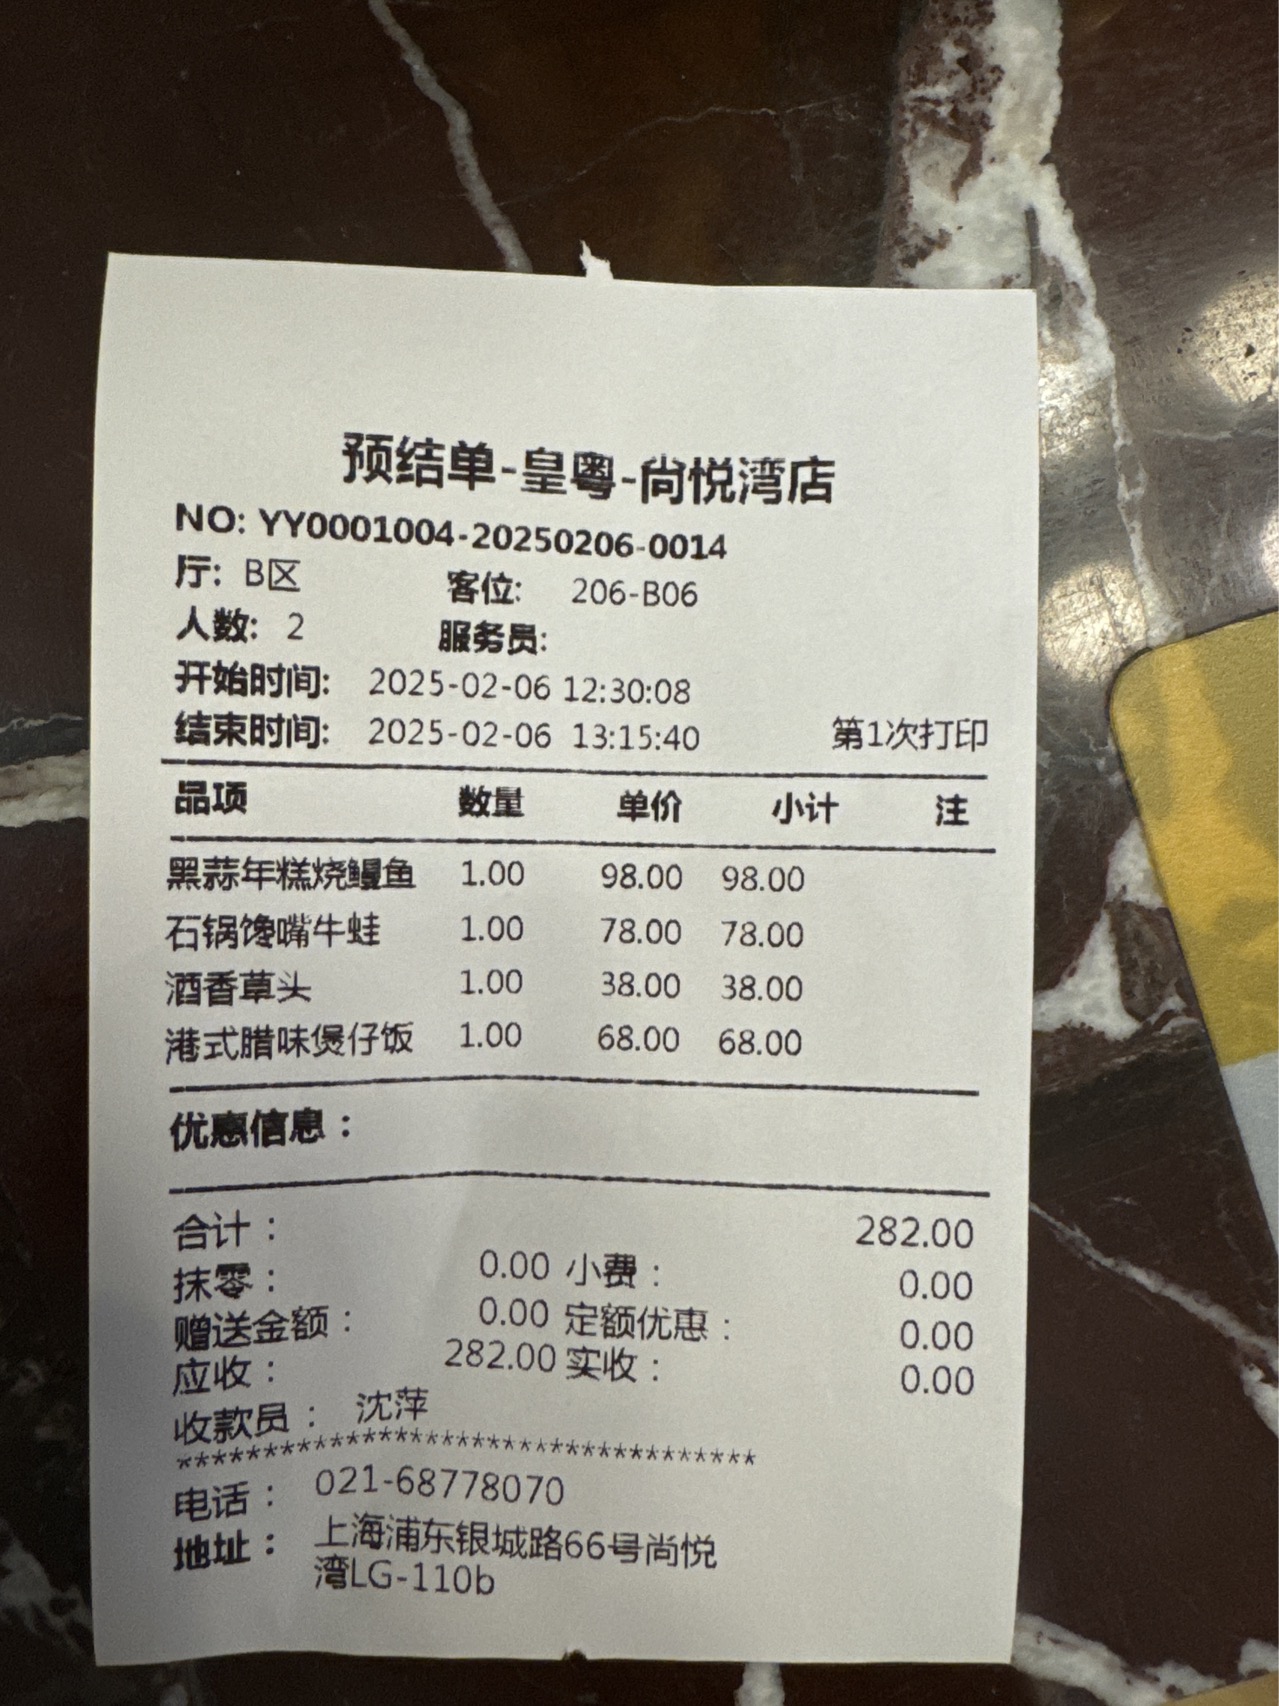 预结单-皇粤-尚悦湾店
NO: YY0001004-20250206-0014
厅: B区 客位: 206-B06
人数: 2 服务员:
开始时间: 2025-02-06 12:30:08
结束时间: 2025-02-06 13:15:40 第1次打印
品项 数量 单价 小计 注
黑蒜年糕烧鳗鱼 1.00 98.00 98.00
石锅馋嘴牛蛙 1.00 78.00 78.00
酒香草头 1.00 38.00 38.00
港式腊味煲仔饭 1.00 68.00 68.00
优惠信息：
合计： 282.00
抹零： 0.00 小费： 0.00
赠送金额： 0.00 定额优惠： 0.00
应收： 282.00 实收： 0.00
收款员： 沈萍
****************************************
电话： 021-68778070
地址： 上海浦东银城路66号尚悦
湾LG-110b